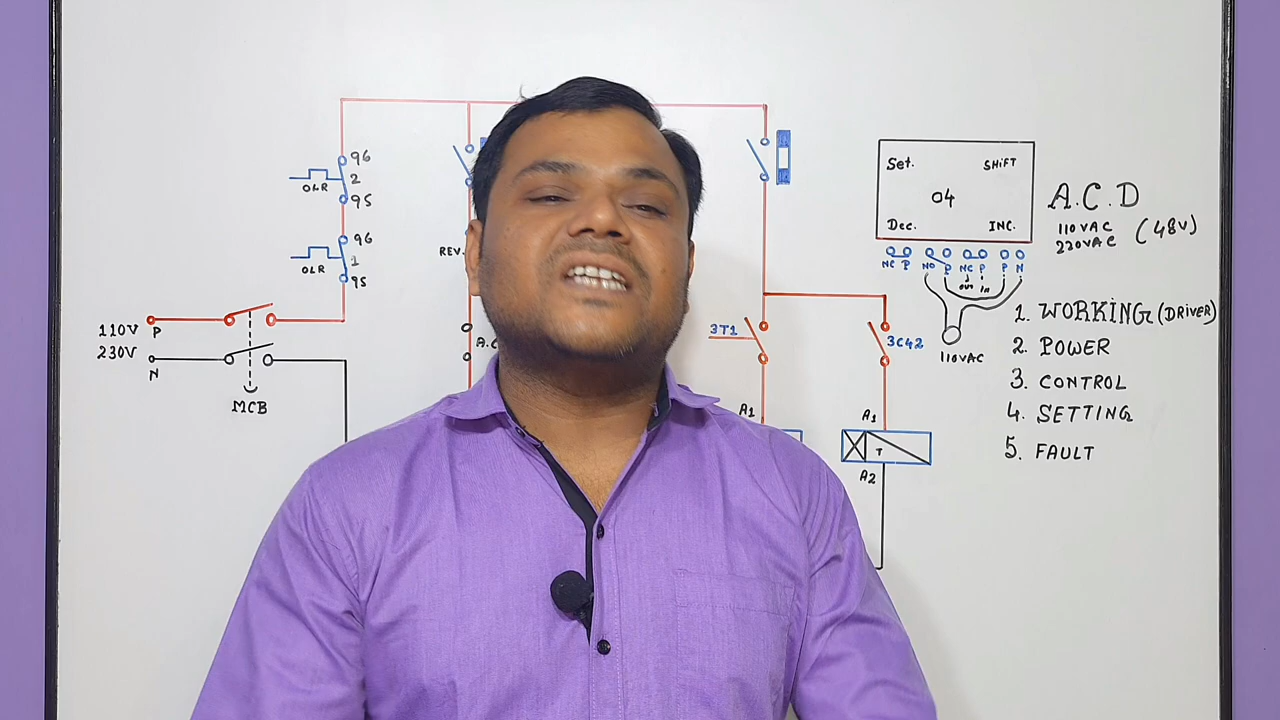 96
2
OLR
95
96
1
OLR
95
110V
P
230V
N
MCB
REV.
A.C
3T1
A1
3C42
A1
T
A2
Set.
SHiFT
04
Dec.
INC.
NC P NO P NC P P N
out in
110VAC
A.C.D
110VAC
220VAC
(48V)
1. WORKING (DRIVER)
2. POWER
3. CONTROL
4. SETTING
5. FAULT